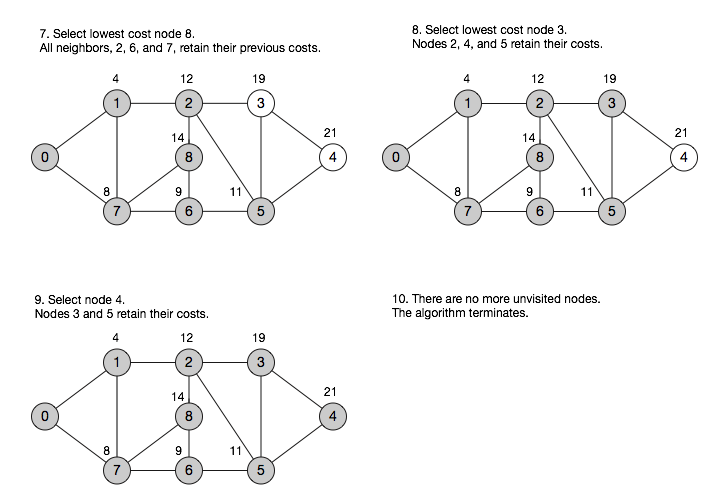 7. Select lowest cost node 8.
All neighbors, 2, 6, and 7, retain their previous costs.
4 12 19
1 2 3
14 21
0 8 4
8 9 11
7 6 5
8. Select lowest cost node 3.
Nodes 2, 4, and 5 retain their costs.
4 12 19
1 2 3
14 21
0 8 4
8 9 11
7 6 5
9. Select node 4.
Nodes 3 and 5 retain their costs.
4 12 19
1 2 3
14 21
0 8 4
8 9 11
7 6 5
10. There are no more unvisited nodes.
The algorithm terminates.